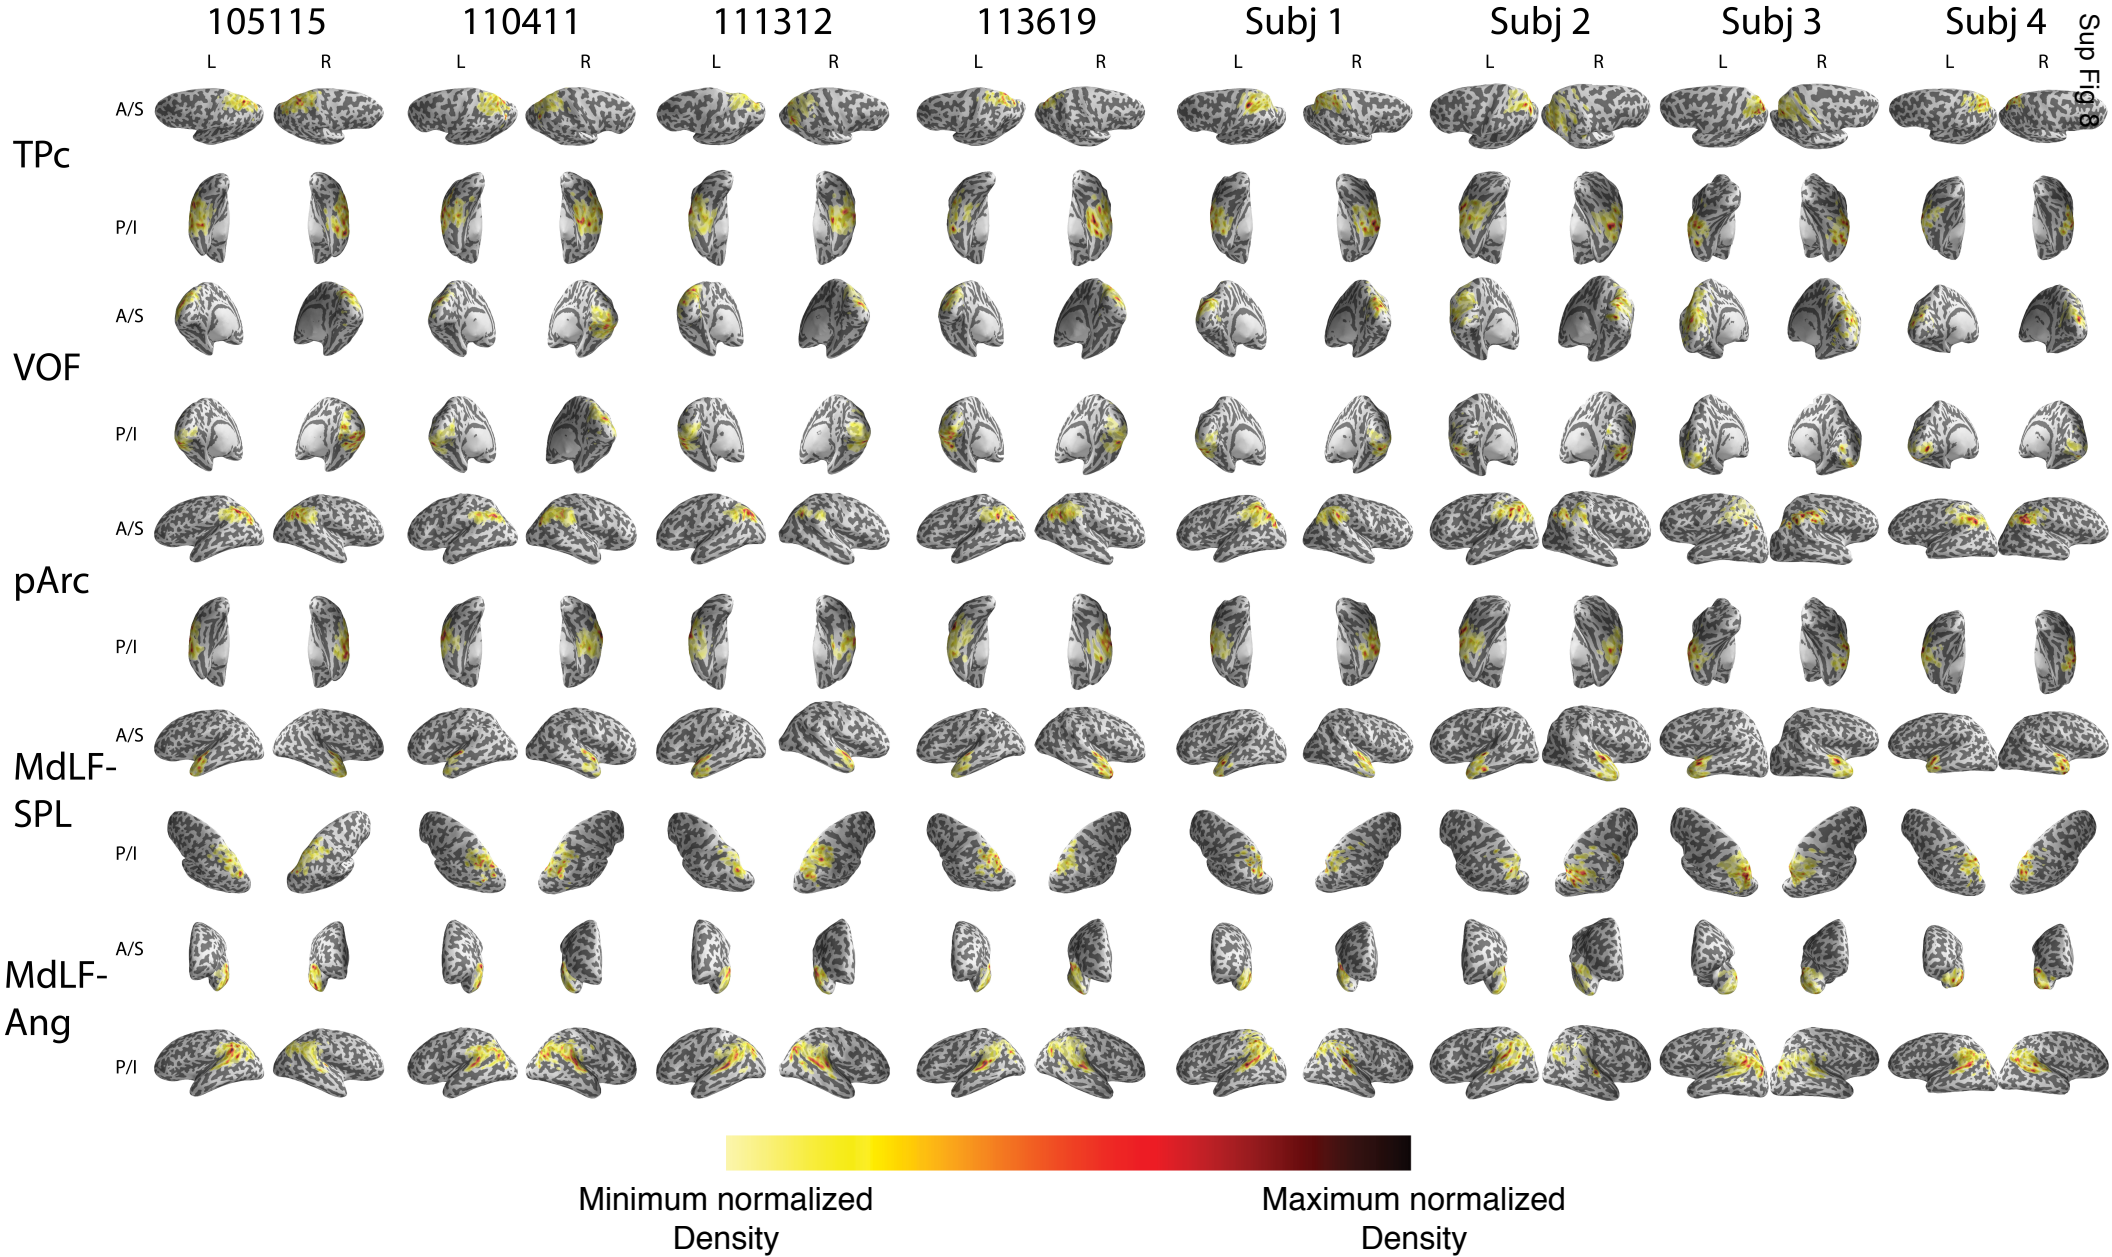 105115 110411 111312 113619 Subj 1 Subj 2 Subj 3 Subj 4
Sup Fig 8
L R L R L R L R L R L R L R L R
A/S
TPc
P/I
A/S
VOF
P/I
A/S
pArc
P/I
A/S
MdLF-
SPL
P/I
A/S
MdLF-
Ang
P/I
Minimum normalized
Density
Maximum normalized
Density